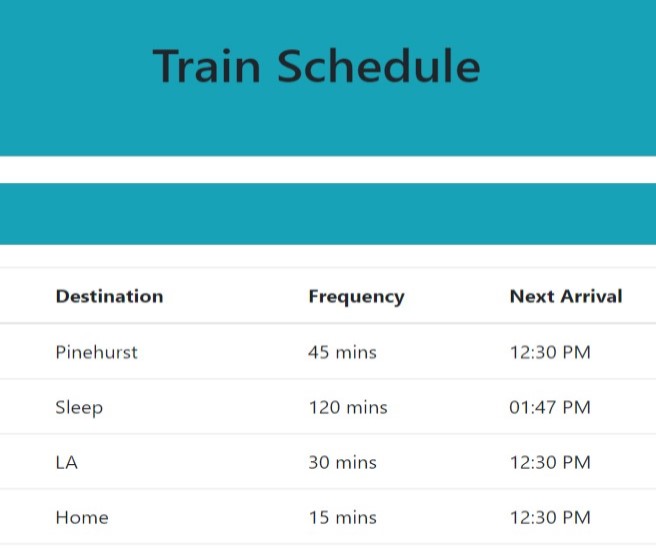 Train Schedule
Destination Frequency Next Arrival
Pinehurst 45 mins 12:30 PM
Sleep 120 mins 01:47 PM
LA 30 mins 12:30 PM
Home 15 mins 12:30 PM